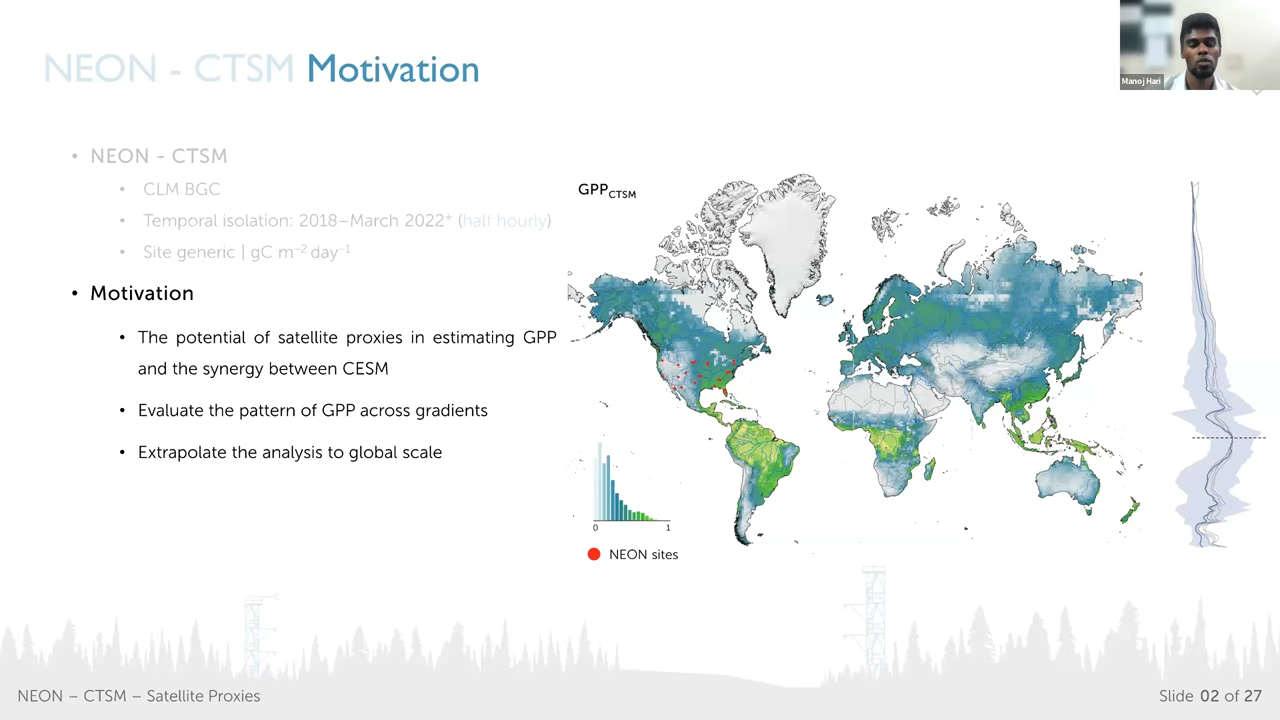 NEON - CTSM Motivation
Manoj Hari
• NEON - CTSM
• CLM BGC
• Temporal isolation: 2018–March 2022* (half hourly)
• Site generic | gC m⁻² day⁻¹
• Motivation
• The potential of satellite proxies in estimating GPP
and the synergy between CESM
• Evaluate the pattern of GPP across gradients
• Extrapolate the analysis to global scale
GPP_CTSM
0 1
NEON sites
NEON – CTSM – Satellite Proxies
Slide 02 of 27